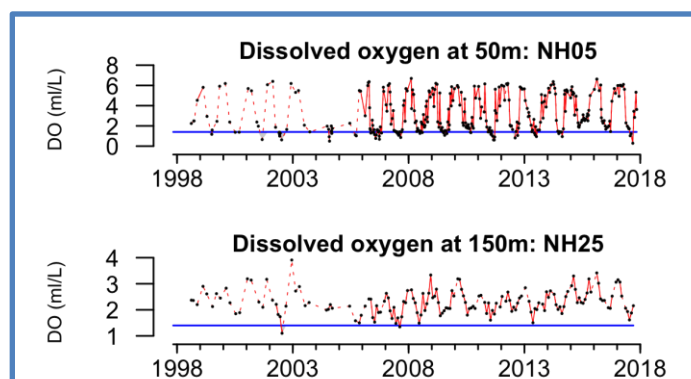 Dissolved oxygen at 50m: NH05
DO (ml/L)
8
6
4
2
0
1998 2003 2008 2013 2018
Dissolved oxygen at 150m: NH25
DO (ml/L)
4
3
2
1
1998 2003 2008 2013 2018